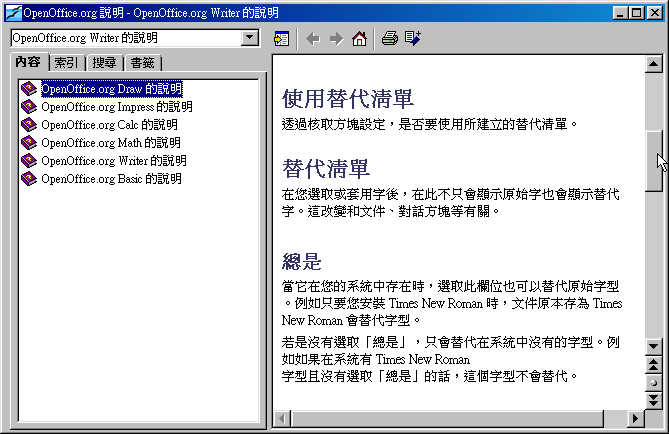 OpenOffice.org 說明 - OpenOffice.org Writer 的說明
OpenOffice.org Writer 的說明
內容 索引 搜尋 書籤
OpenOffice.org Draw 的說明
OpenOffice.org Impress 的說明
OpenOffice.org Calc 的說明
OpenOffice.org Math 的說明
OpenOffice.org Writer 的說明
OpenOffice.org Basic 的說明
使用替代清單
透過核取方塊設定，是否要使用所建立的替代清單。
替代清單
在您選取或套用字後，在此不只會顯示原始字也會顯示替代
字。這改變和文件、對話方塊等有關。
總是
當它在您的系統中存在時，選取此欄位也可以替代原始字型
。例如只要您安裝 Times New Roman 時，文件原本存為 Times
New Roman 會替代字型。
若是沒有選取「總是」，只會替代在系統中沒有的字型。例
如如果在系統有 Times New Roman
字型且沒有選取「總是」的話，這個字型不會替代。